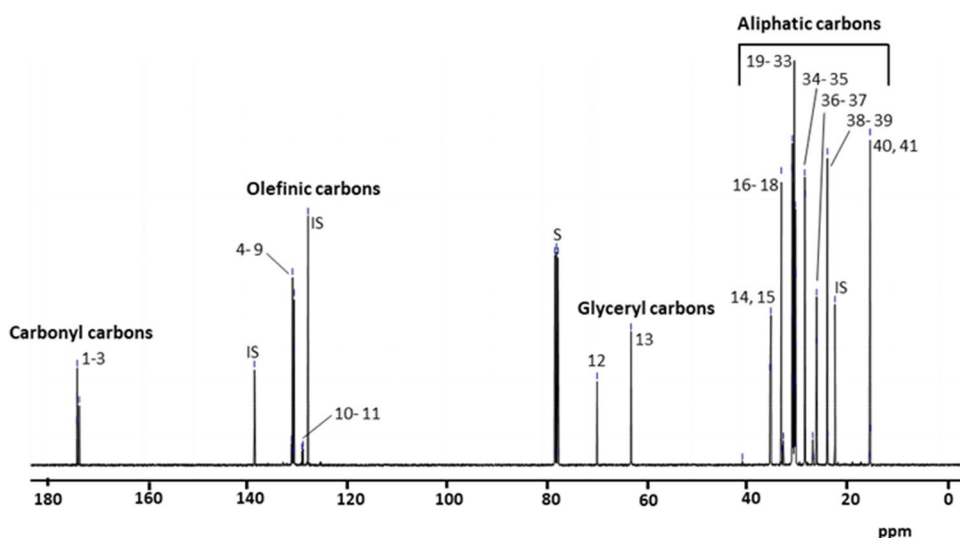 Aliphatic carbons
19-33
34-35
36-37
38-39
40, 41
16-18
Olefinic carbons
IS
4-9
S
IS
14, 15
Glyceryl carbons
13
Carbonyl carbons
1-3
IS
12
10-11
180 160 140 120 100 80 60 40 20 0
ppm